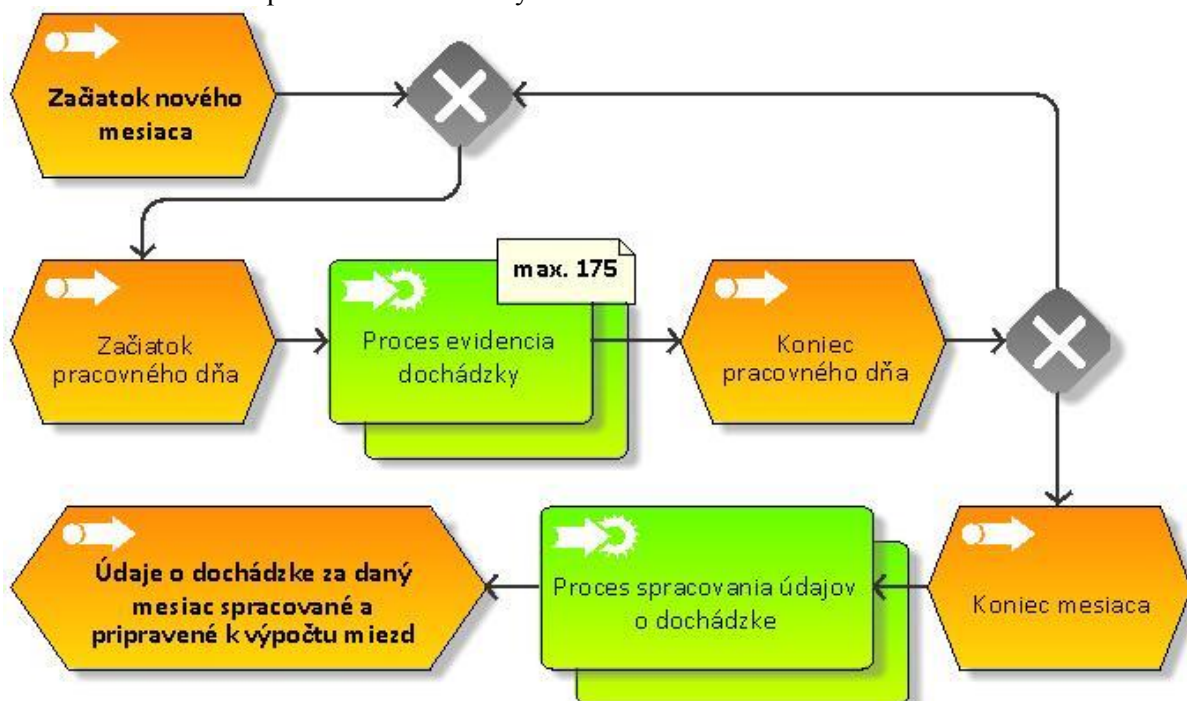 Začiatok nového
mesiaca
Začiatok
pracovného dňa
max. 175
Proces evidencia
dochádzky
Koniec
pracovného dňa
Koniec mesiaca
Proces spracovania údajov
o dochádzke
Údaje o dochádzke za daný
mesiac spracované a
pripravené k výpočtu miezd